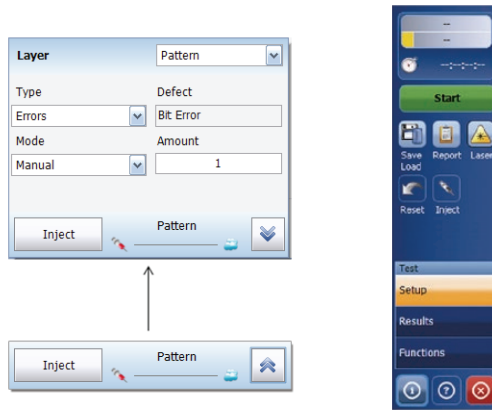 Layer
Pattern
Type
Defect
Errors
Bit Error
Mode
Amount
Manual
1
Inject
Pattern
Inject
Pattern
--
--
--:--:--:--
Start
Save Load
Report
Laser
Reset
Inject
Test
Setup
Results
Functions